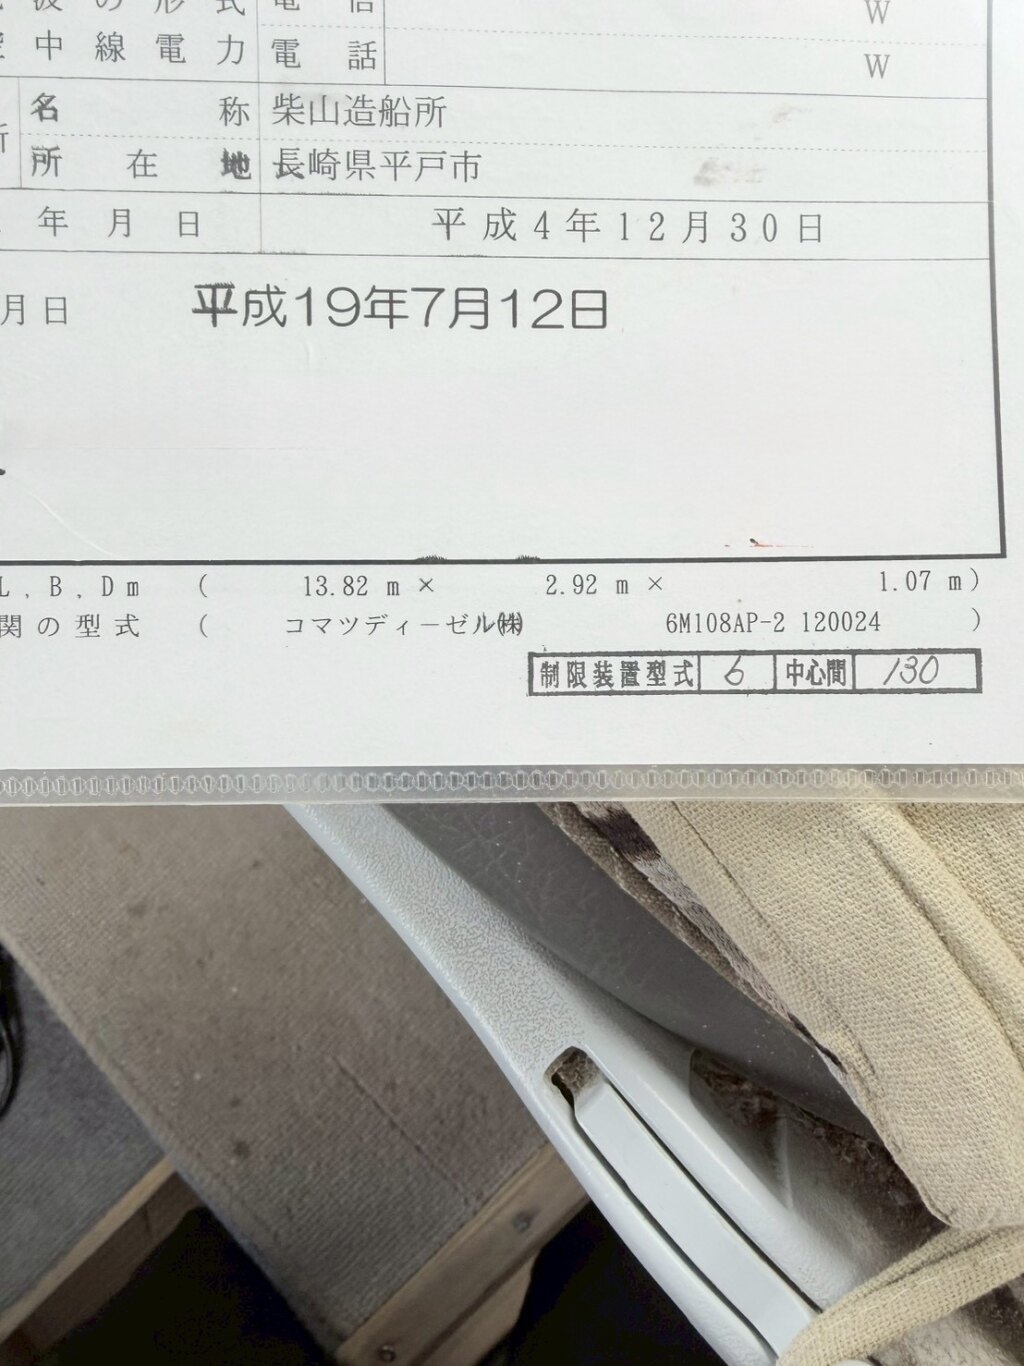 波の形式 電信 W
空中線電力 電話 W
名称 柴山造船所
所在地 長崎県平戸市
年月日 平成4年12月30日
月日 平成19年7月12日
L,B,Dm ( 13.82 m × 2.92 m × 1.07 m)
関の型式 ( コマツディーゼル(株) 6M108AP-2 120024 )
制限装置型式 6 中心間 130